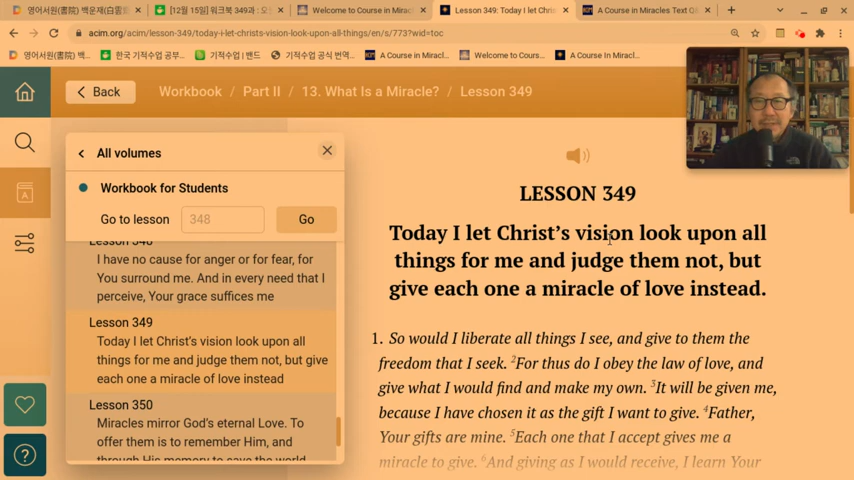 영어서원(書院) 백운재(白雲
[12월 15일] 워크북 349과 : 오
Welcome to Course in Mirac
Lesson 349: Today I let Chris
A Course in Miracles Text Q&
acim.org/acim/lesson-349/today-i-let-christs-vision-look-upon-all-things/en/s/773?wid=toc
영어서원(書院) 백...
한국 기적수업 공부...
기적수업 | 밴드
기적수업 공식 번역...
A Course in Miracl...
Welcome to Cours...
A Course In Miracl...
Back
Workbook / Part II / 13. What Is a Miracle? / Lesson 349
All volumes
Workbook for Students
Go to lesson 348 Go
Lesson 348
I have no cause for anger or for fear, for
You surround me. And in every need that I
perceive, Your grace suffices me
Lesson 349
Today I let Christ's vision look upon all
things for me and judge them not, but give
each one a miracle of love instead
Lesson 350
Miracles mirror God's eternal Love. To
offer them is to remember Him, and
through His memory to save the world
LESSON 349
Today I let Christ's vision look upon all
things for me and judge them not, but
give each one a miracle of love instead.
1. So would I liberate all things I see, and give to them the
freedom that I seek. 2For thus do I obey the law of love, and
give what I would find and make my own. 3It will be given me,
because I have chosen it as the gift I want to give. 4Father,
Your gifts are mine. 5Each one that I accept gives me a
miracle to give. 6And giving as I would receive, I learn Your